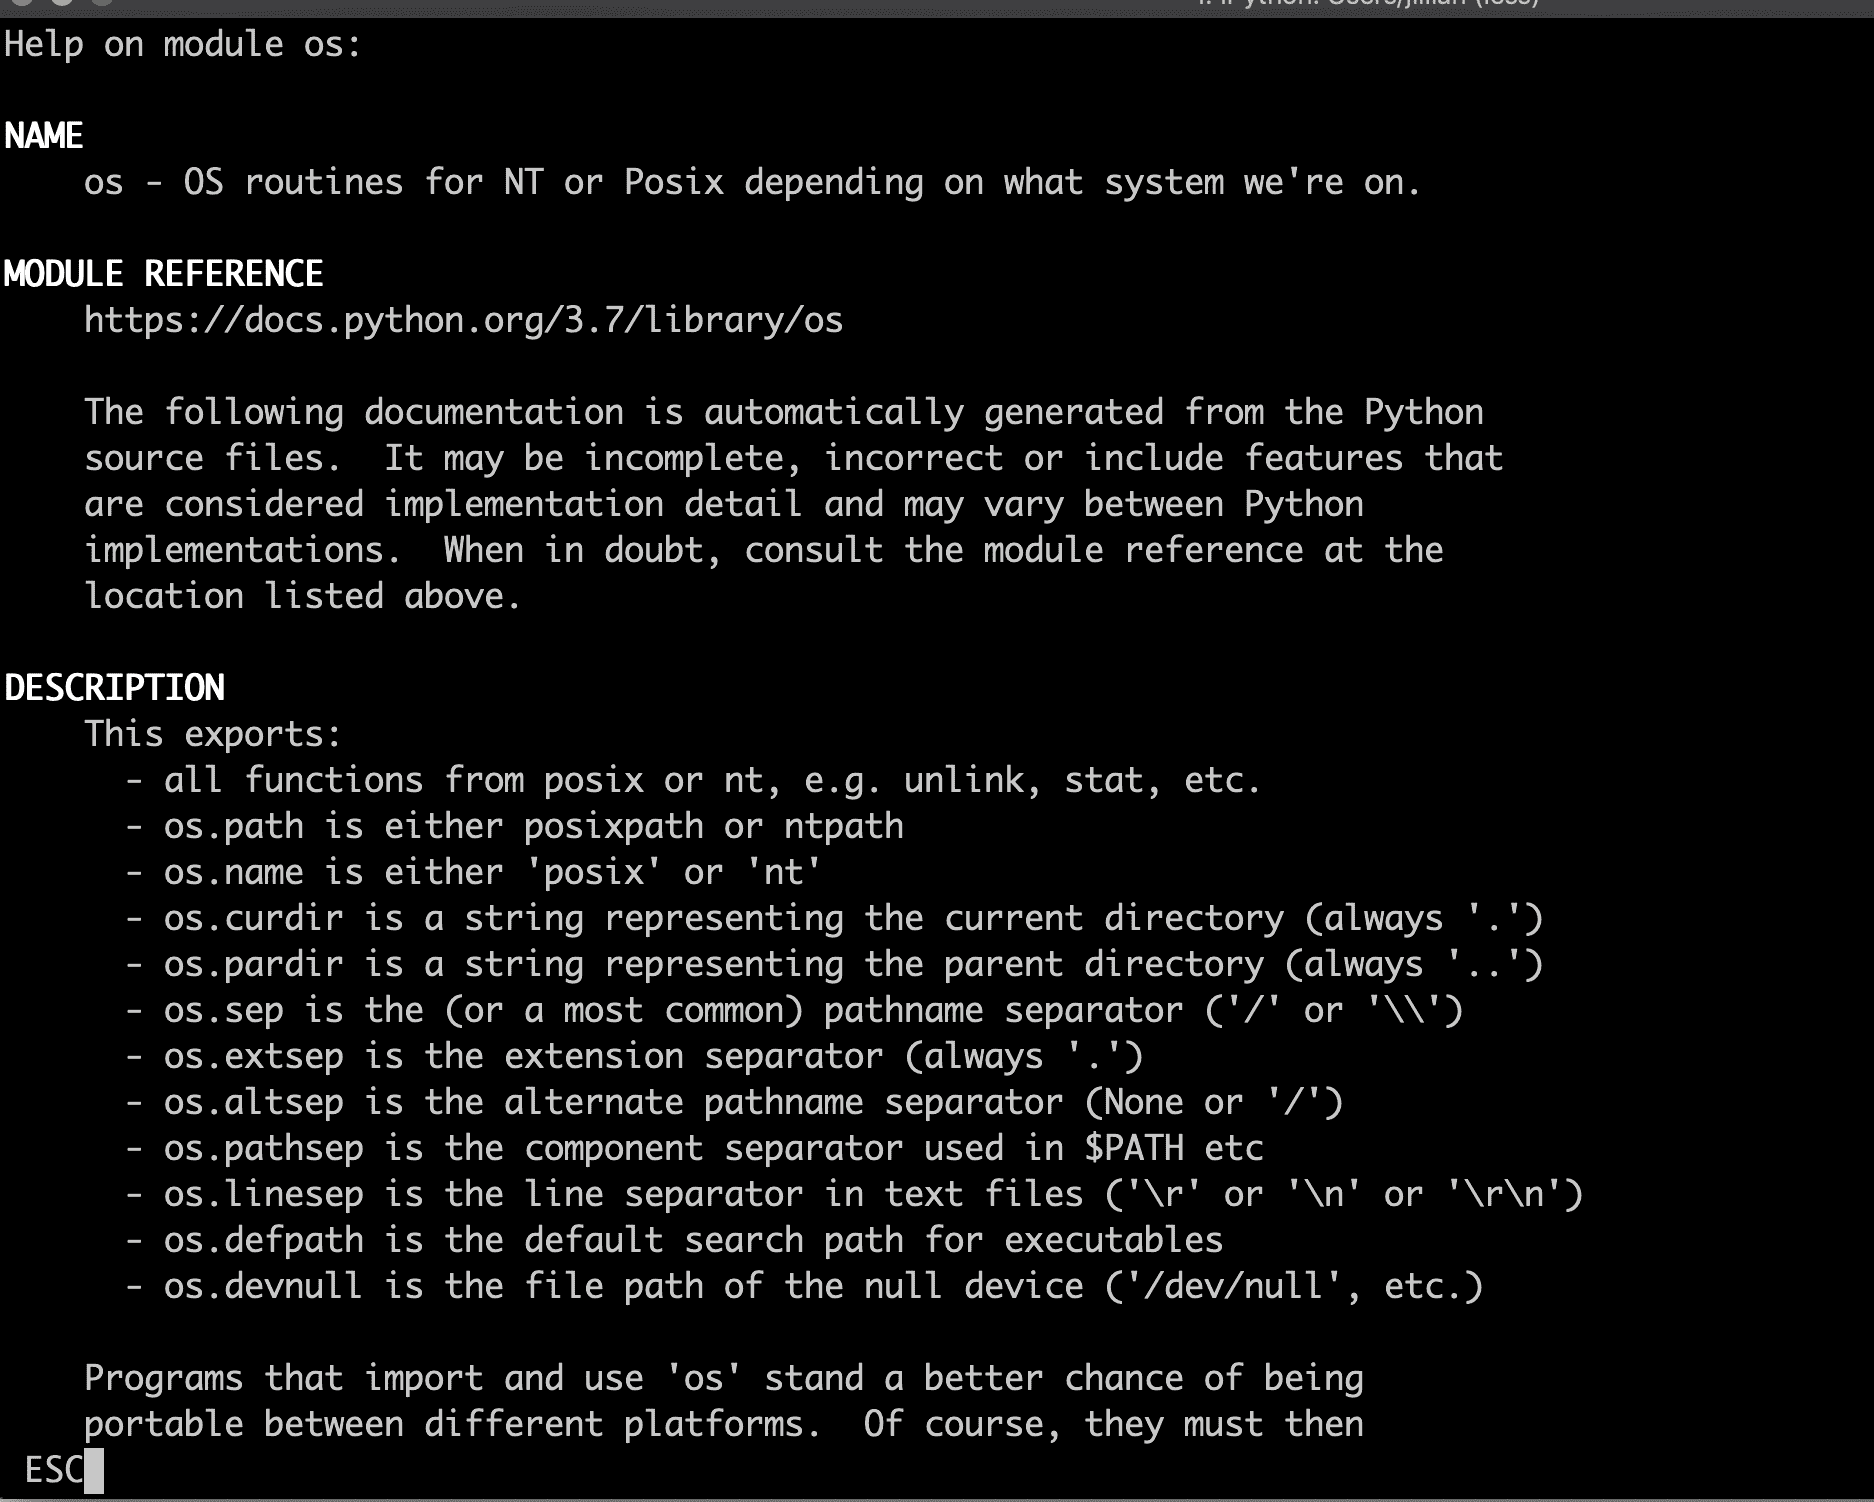 Help on module os:

NAME
    os - OS routines for NT or Posix depending on what system we're on.

MODULE REFERENCE
    https://docs.python.org/3.7/library/os

    The following documentation is automatically generated from the Python
    source files.  It may be incomplete, incorrect or include features that
    are considered implementation detail and may vary between Python
    implementations.  When in doubt, consult the module reference at the
    location listed above.

DESCRIPTION
    This exports:
      - all functions from posix or nt, e.g. unlink, stat, etc.
      - os.path is either posixpath or ntpath
      - os.name is either 'posix' or 'nt'
      - os.curdir is a string representing the current directory (always '.')
      - os.pardir is a string representing the parent directory (always '..')
      - os.sep is the (or a most common) pathname separator ('/' or '\\')
      - os.extsep is the extension separator (always '.')
      - os.altsep is the alternate pathname separator (None or '/')
      - os.pathsep is the component separator used in $PATH etc
      - os.linesep is the line separator in text files ('\r' or '\n' or '\r\n')
      - os.defpath is the default search path for executables
      - os.devnull is the file path of the null device ('/dev/null', etc.)

    Programs that import and use 'os' stand a better chance of being
    portable between different platforms.  Of course, they must then
 ESC